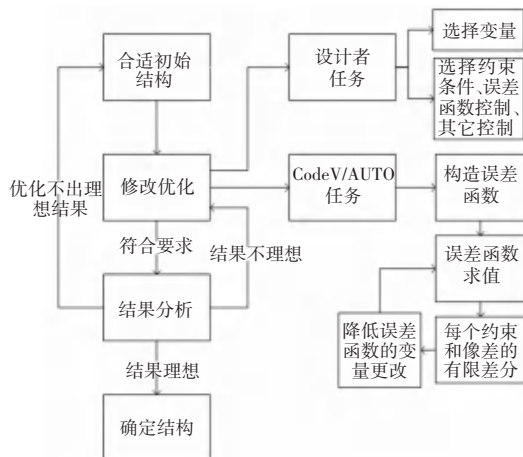 合适初始
结构
设计者
任务
选择变量
选择约束
条件、误差
函数控制、
其它控制
优化不出理
想结果
修改优化
CodeV/AUTO
任务
构造误差
函数
符合要求
结果不理想
误差函数
求值
结果分析
降低误差
函数的变
量更改
每个约束
和像差的
有限差分
结果理想
确定结构